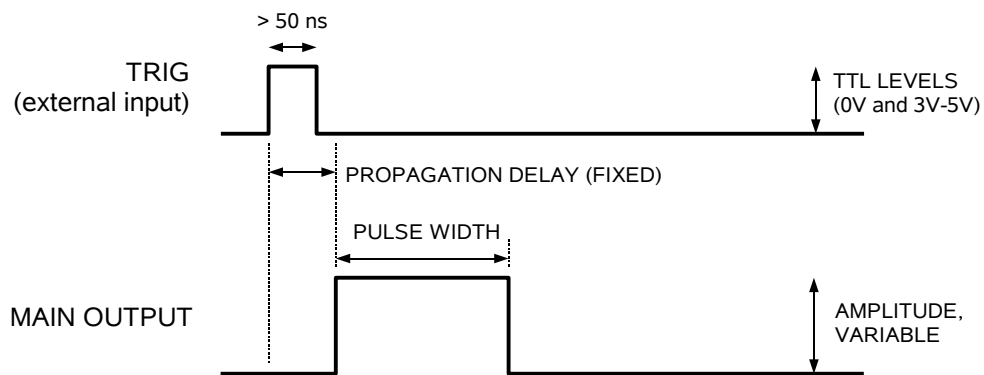 > 50 ns
TRIG
(external input)
TTL LEVELS
(0V and 3V-5V)
PROPAGATION DELAY (FIXED)
PULSE WIDTH
MAIN OUTPUT
AMPLITUDE,
VARIABLE